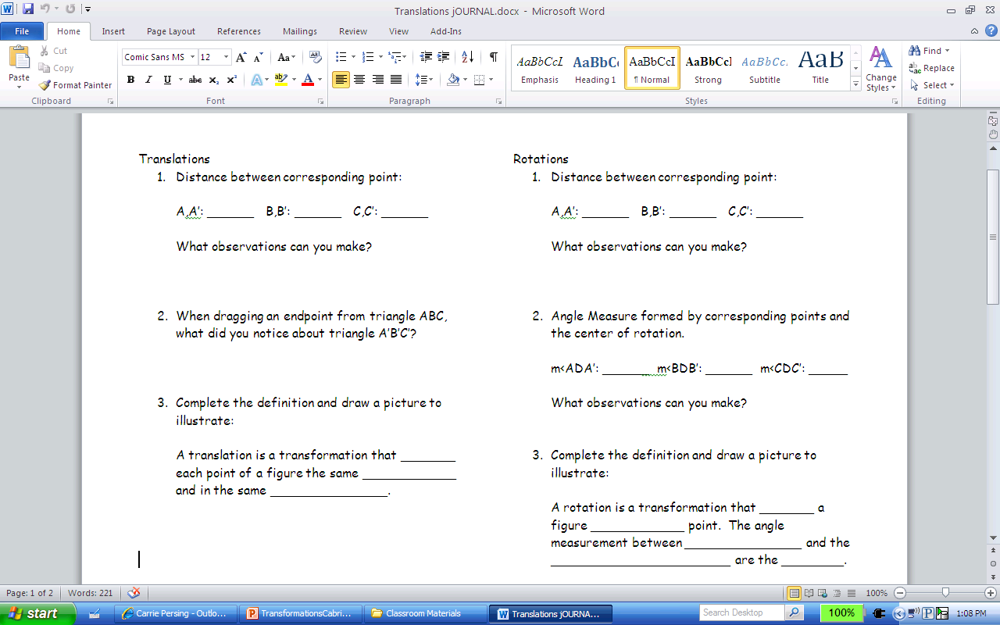 Translations jOURNAL.docx - Microsoft Word
File Home Insert Page Layout References Mailings Review View Add-Ins
Paste
Cut
Copy
Format Painter
Clipboard
Comic Sans MS 12
Font
Paragraph
AaBbCcI AaBbCc AaBbCcI AaBbCcI AaBbCc. AaB
Emphasis Heading 1 ¶ Normal Strong Subtitle Title
Change Styles
Styles
Find
Replace
Select
Editing
Translations
1. Distance between corresponding point:
A,A’: _______ B,B’: _______ C,C’: _______
What observations can you make?
2. When dragging an endpoint from triangle ABC,
what did you notice about triangle A’B’C’?
3. Complete the definition and draw a picture to
illustrate:
A translation is a transformation that ________
each point of a figure the same ______________
and in the same __________________.
Rotations
1. Distance between corresponding point:
A,A’: _______ B,B’: _______ C,C’: _______
What observations can you make?
2. Angle Measure formed by corresponding points and
the center of rotation.
m<ADA’: _______ m<BDB’: _______ m<CDC’: ______
What observations can you make?
3. Complete the definition and draw a picture to
illustrate:
A rotation is a transformation that ________ a
figure ______________ point. The angle
measurement between __________________ and the
___________________________ are the _________.
Page: 1 of 2 Words: 221 100%
start Carrie Persing - Outlo... TransformationsCabri... Classroom Materials Translations jOURNA... Search Desktop 100% 1:08 PM